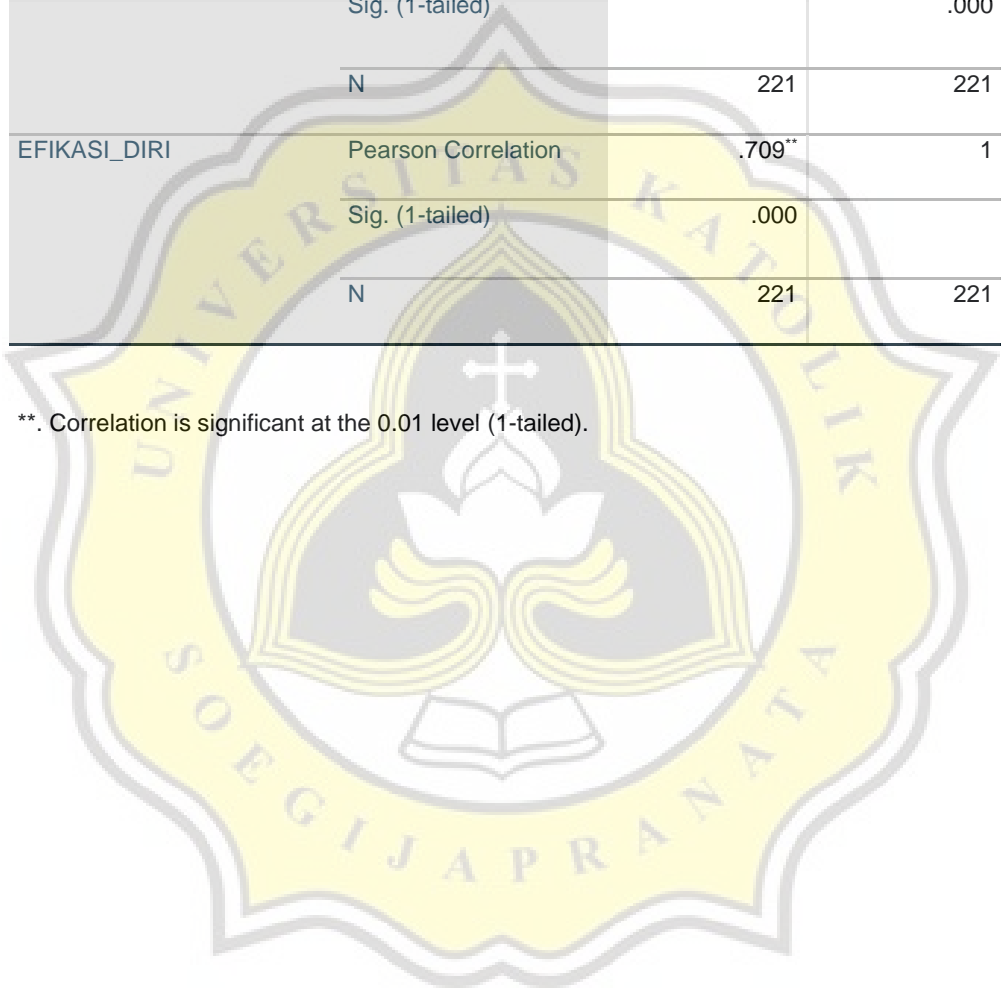 Sig. (1-tailed) .000
N 221 221
EFIKASI_DIRI Pearson Correlation .709** 1
Sig. (1-tailed) .000
N 221 221
**. Correlation is significant at the 0.01 level (1-tailed).
UNIVERSITAS KATOLIK
SOEGIJAPRANATA